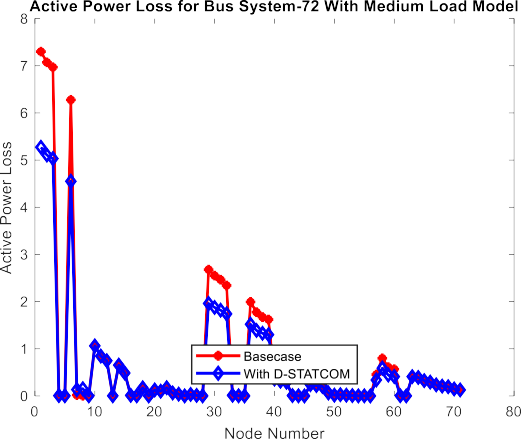 Active Power Loss for Bus System-72 With Medium Load Model
8
7
6
5
4
3
2
1
0
Active Power Loss
Basecase
With D-STATCOM
0 10 20 30 40 50 60 70 80
Node Number